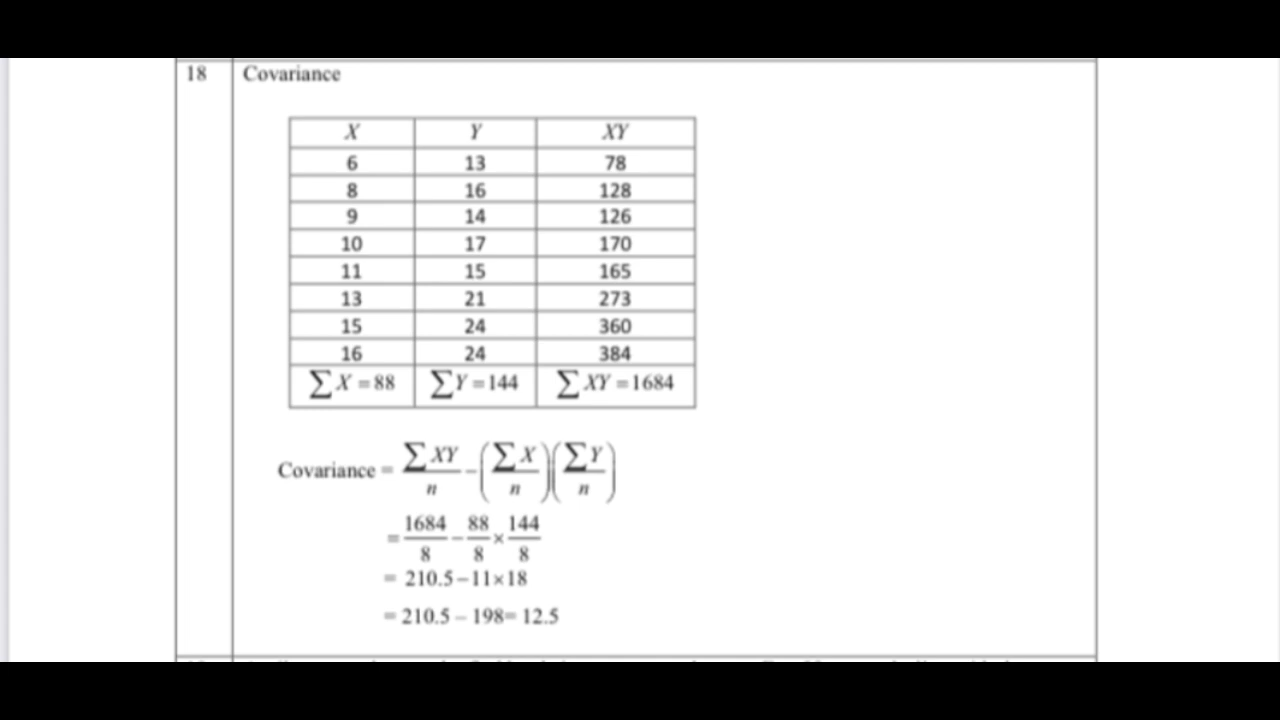 18 Covariance
X Y XY
6 13 78
8 16 128
9 14 126
10 17 170
11 15 165
13 21 273
15 24 360
16 24 384
∑X = 88 ∑Y = 144 ∑XY = 1684
Covariance = ∑XY/n − (∑X/n)(∑Y/n)
= 1684/8 − 88/8 × 144/8
= 210.5 − 11×18
= 210.5 − 198= 12.5